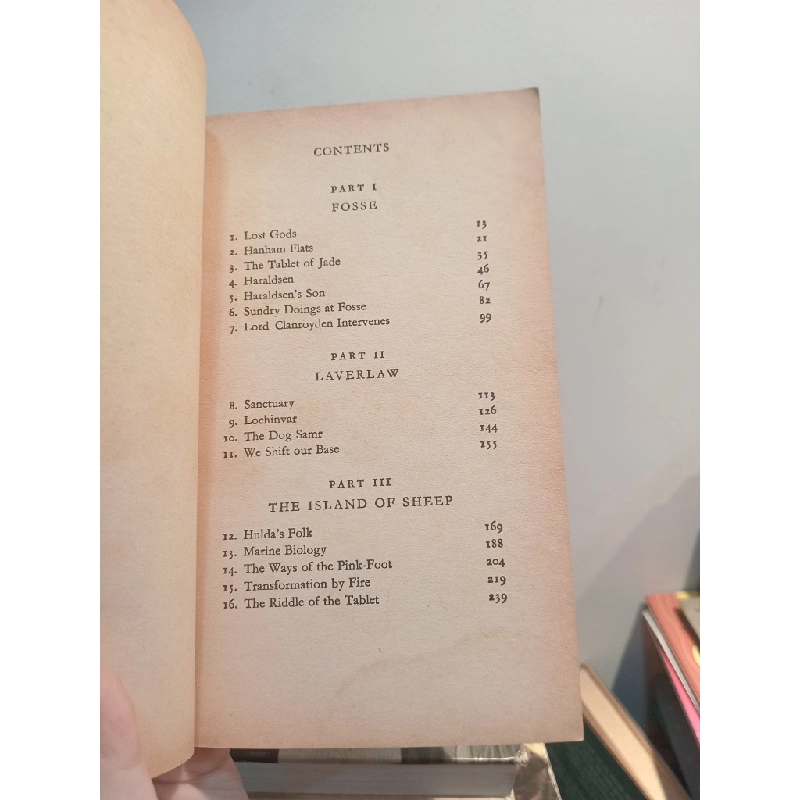 CONTENTS
PART I
FOSSE
1. Lost Gods 13
2. Hanham Flats 21
3. The Tablet of Jade 35
4. Haraldsen 46
5. Haraldsen's Son 67
6. Sundry Doings at Fosse 82
7. Lord Clanroyden Intervenes 99
PART II
LAVERLAW
8. Sanctuary 113
9. Lochinvar 126
10. The Dog Samr 144
11. We Shift our Base 155
PART III
THE ISLAND OF SHEEP
12. Hulda's Folk 169
13. Marine Biology 188
14. The Ways of the Pink-Foot 204
15. Transformation by Fire 219
16. The Riddle of the Tablet 239